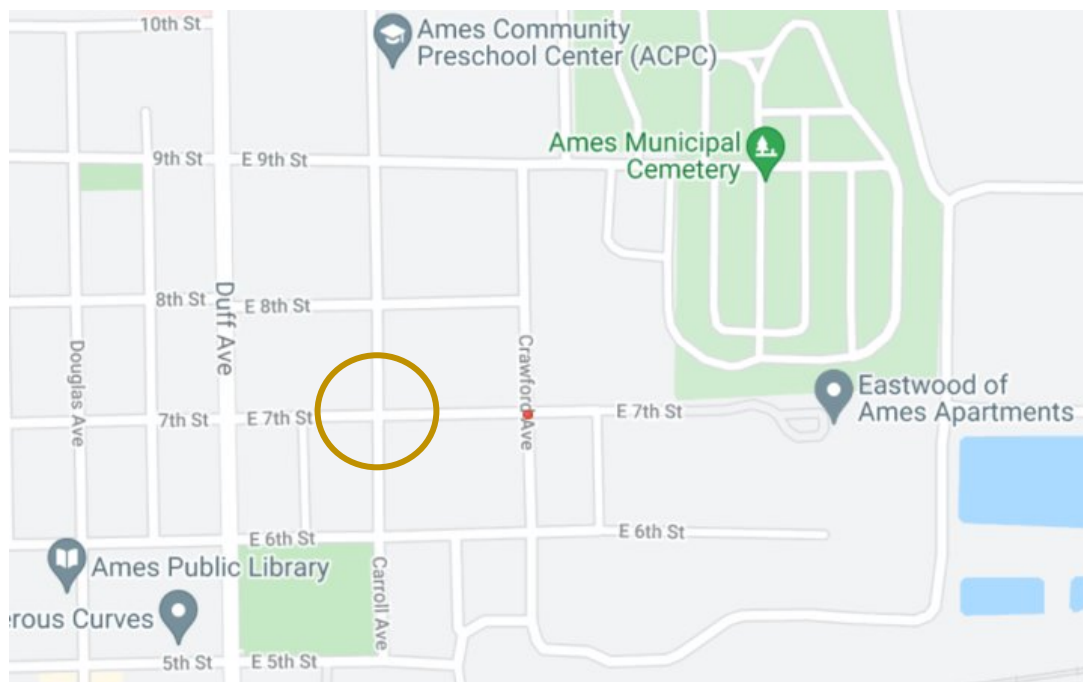 10th St
Ames Community
Preschool Center (ACPC)
9th St
E 9th St
Ames Municipal
Cemetery
8th St
Duff Ave
E 8th St
Douglas Ave
Crawford Ave
7th St
E 7th St
E 7th St
Eastwood of
Ames Apartments
E 6th St
E 6th St
Ames Public Library
Carroll Ave
rous Curves
5th St
E 5th St